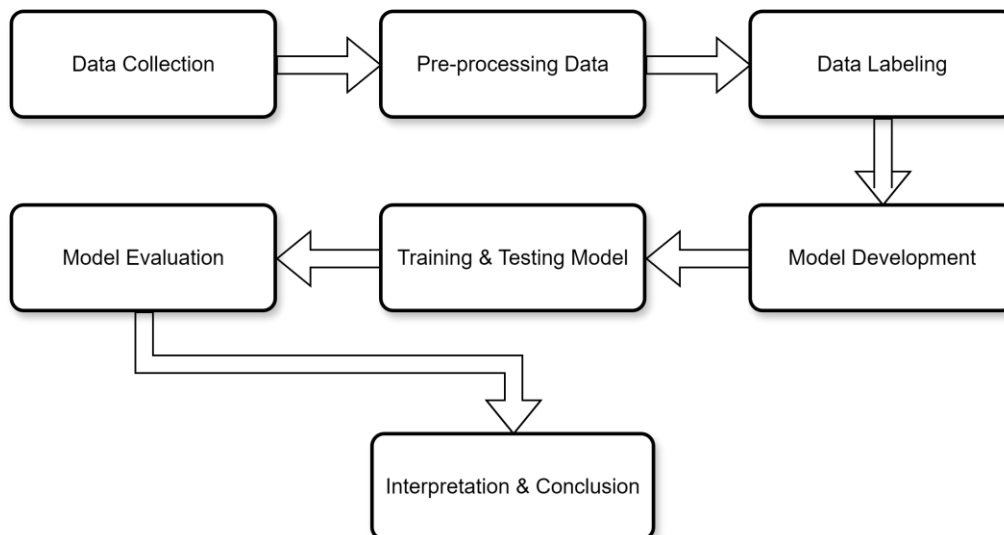 Data Collection
Pre-processing Data
Data Labeling
Model Development
Training & Testing Model
Model Evaluation
Interpretation & Conclusion